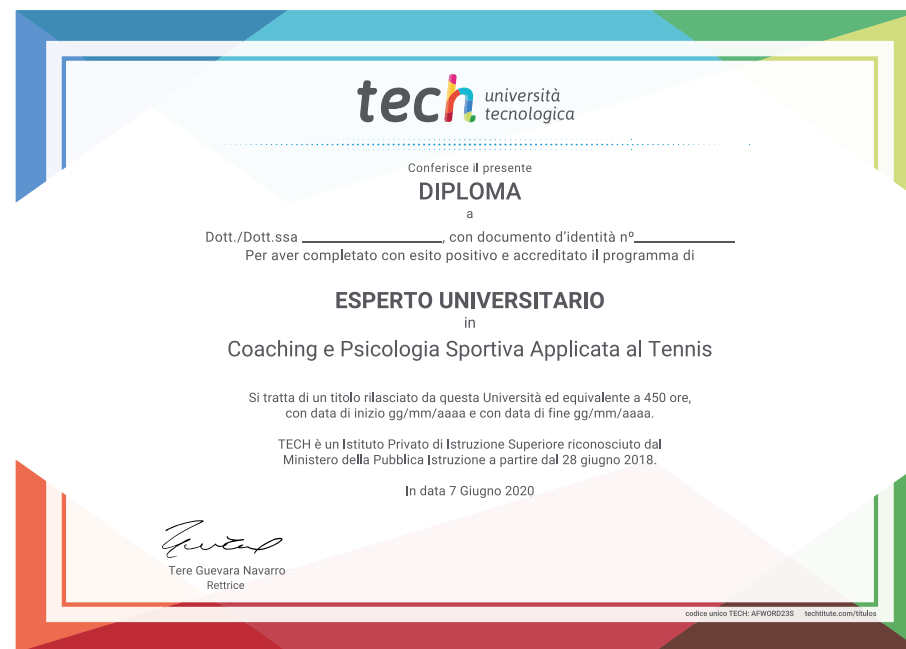 tech università
tecnologica
Conferisce il presente
DIPLOMA
a
Dott./Dott.ssa ____________________, con documento d'identità nº______________
Per aver completato con esito positivo e accreditato il programma di
ESPERTO UNIVERSITARIO
in
Coaching e Psicologia Sportiva Applicata al Tennis
Si tratta di un titolo rilasciato da questa Università ed equivalente a 450 ore,
con data di inizio gg/mm/aaaa e con data di fine gg/mm/aaaa.
TECH è un Istituto Privato di Istruzione Superiore riconosciuto dal
Ministero della Pubblica Istruzione a partire dal 28 giugno 2018.
In data 7 Giugno 2020
Tere Guevara Navarro
Rettrice
codice unico TECH: AFWORD23S techtitute.com/titulos